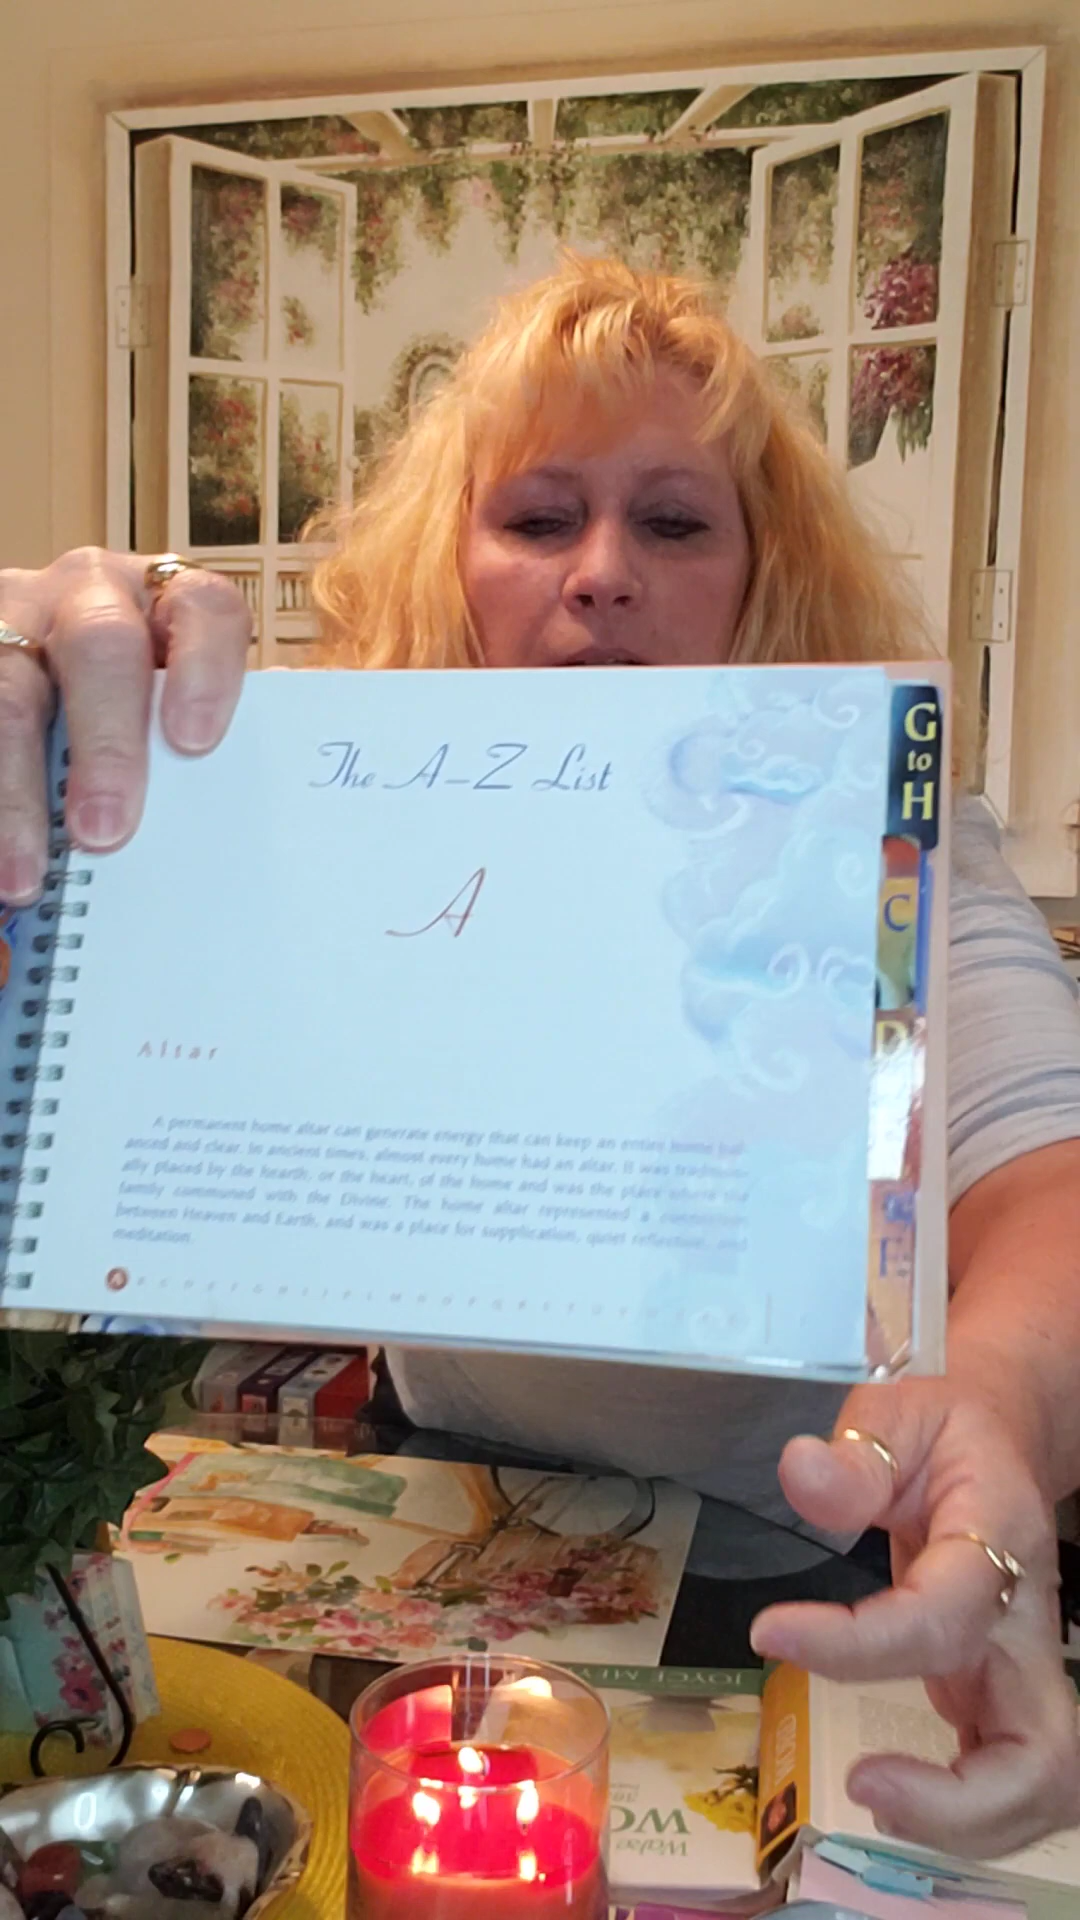 The A–Z List
G
to
H
A
C
D
Altar
A permanent home altar can generate energy that can keep an entire home bal-
anced and clear. In ancient times, almost every home had an altar. It was tradition-
ally placed by the hearth, or the heart, of the home and was the place where the
family communed with the Divine. The home altar represented a connection
between Heaven and Earth, and was a place for supplication, quiet reflection, and
meditation.
A
JOYCE